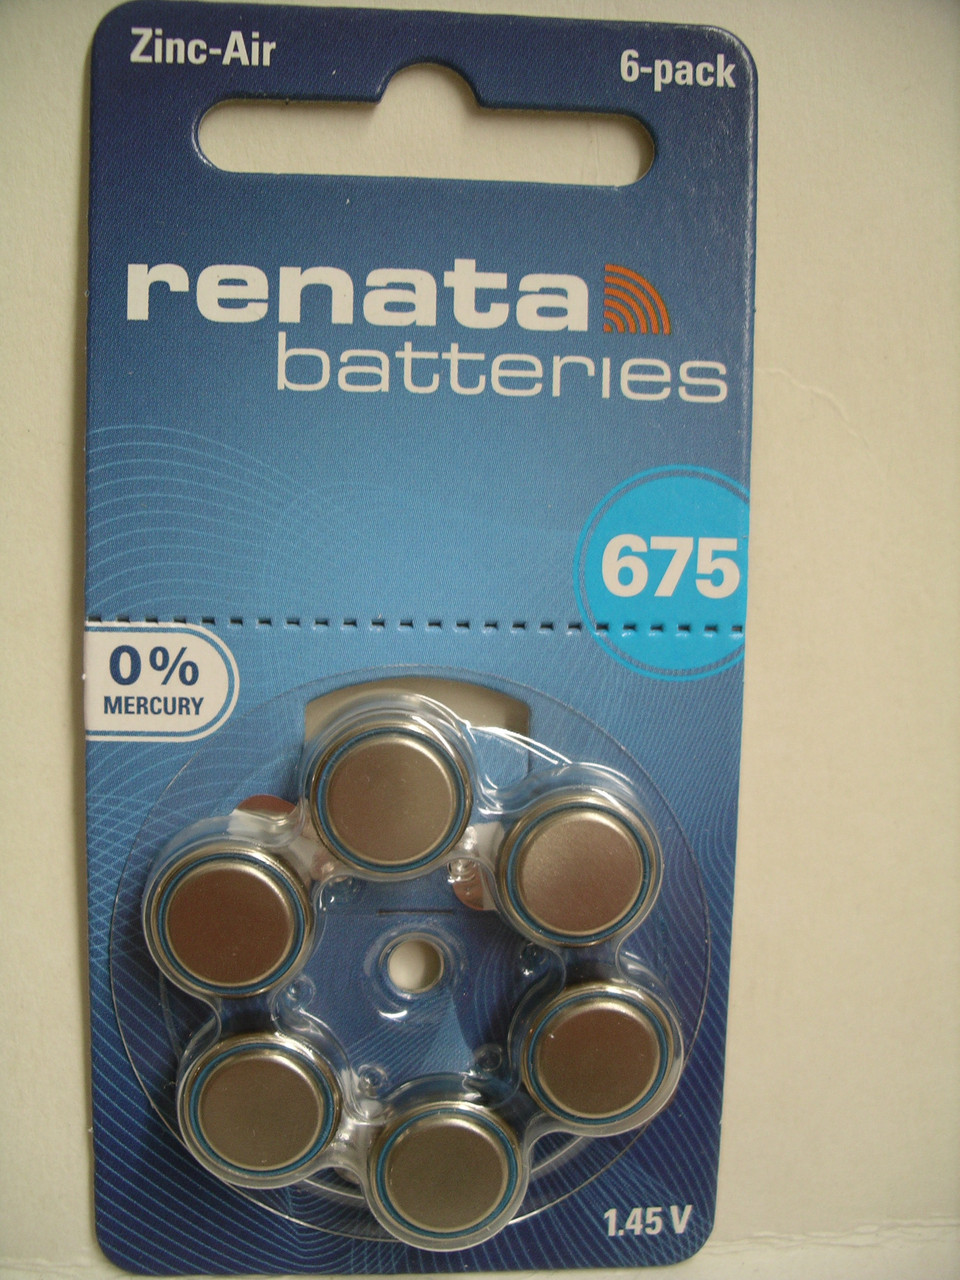 Zinc-Air
6-pack
renata
batteries
675
0%
MERCURY
1.45 V